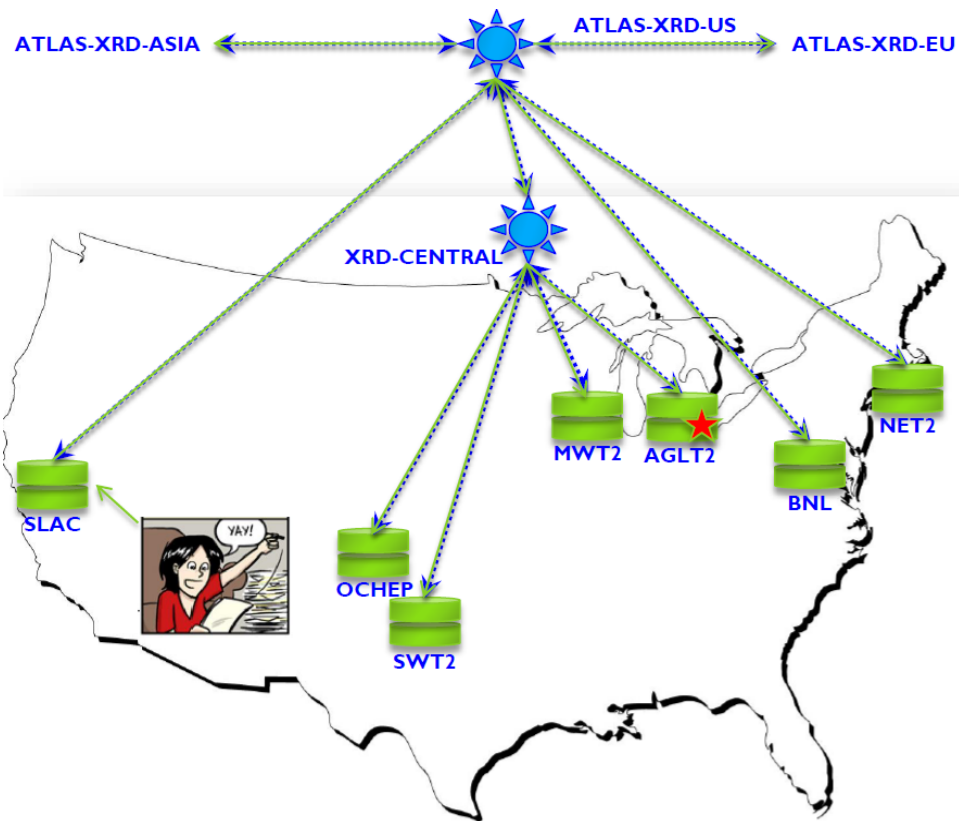 ATLAS-XRD-ASIA
ATLAS-XRD-US
ATLAS-XRD-EU
XRD-CENTRAL
MWT2
AGLT2
NET2
BNL
SLAC
YAY!
OCHEP
SWT2